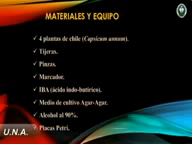 MATERIALES Y EQUIPO
✓ 4 plantas de chile (Capsicum annum).
✓ Tijeras.
✓ Pinzas.
✓ Marcador.
✓ IBA (ácido indo-butírico).
✓ Medio de cultivo Agar-Agar.
✓ Alcohol al 90%.
✓ Placas Petri.
U.N.A.